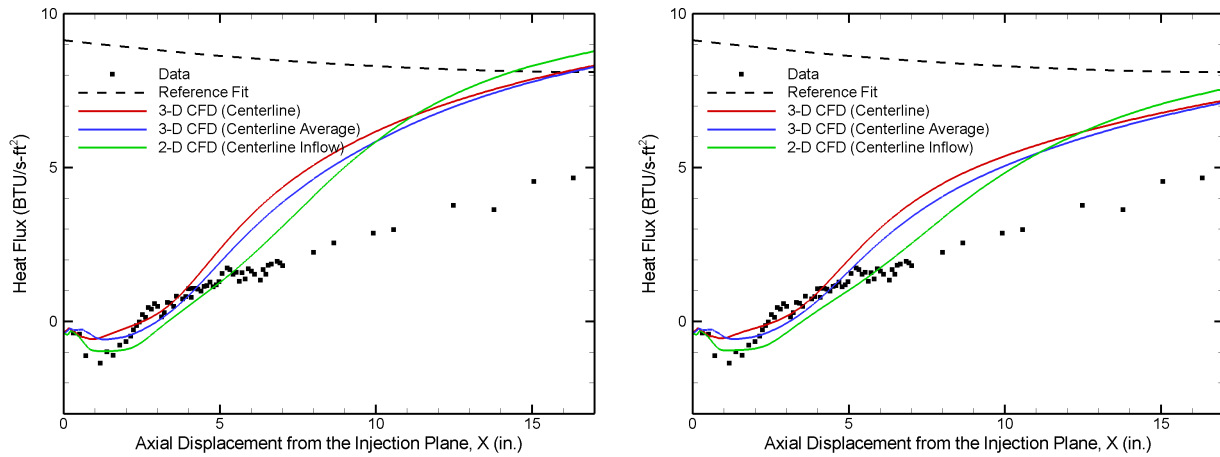 10
5
0
Heat Flux (BTU/s-ft²)
Data
Reference Fit
3-D CFD (Centerline)
3-D CFD (Centerline Average)
2-D CFD (Centerline Inflow)
0
5
10
15
Axial Displacement from the Injection Plane, X (in.)
10
5
0
Heat Flux (BTU/s-ft²)
Data
Reference Fit
3-D CFD (Centerline)
3-D CFD (Centerline Average)
2-D CFD (Centerline Inflow)
0
5
10
15
Axial Displacement from the Injection Plane, X (in.)